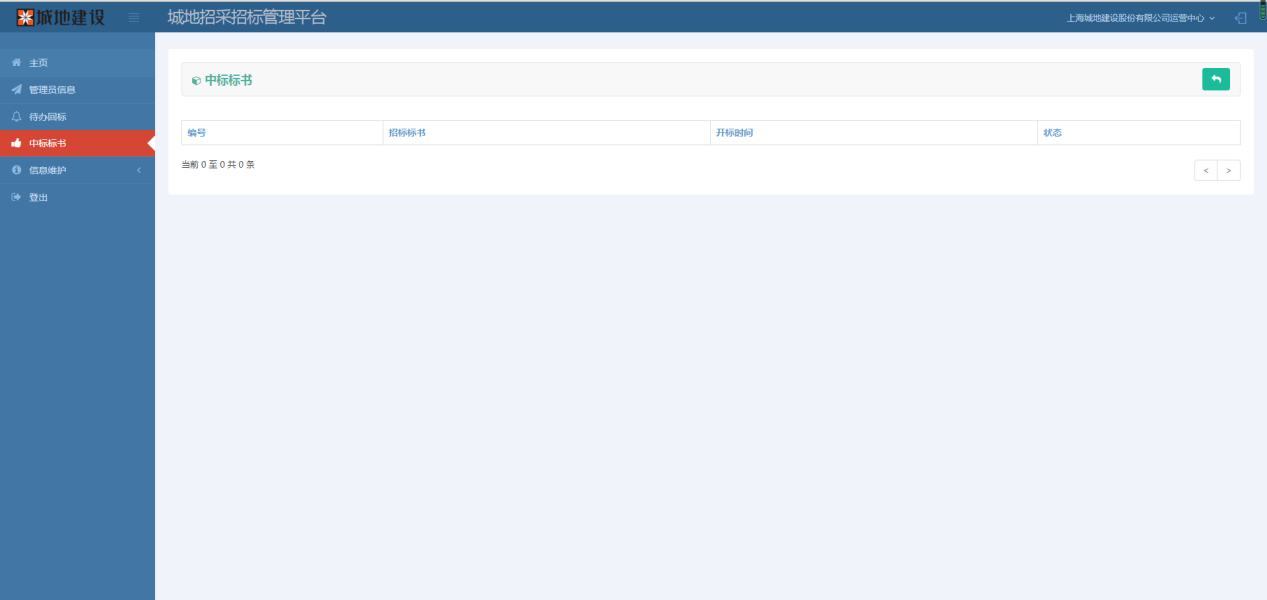 城地建设
城地招采招标管理平台
上海城地建设股份有限公司运营中心
主页
管理员信息
待办回标
中标标书
信息维护
登出
中标标书
编号 招标标书 开标时间 状态
当前 0 至 0 共 0 条
< >